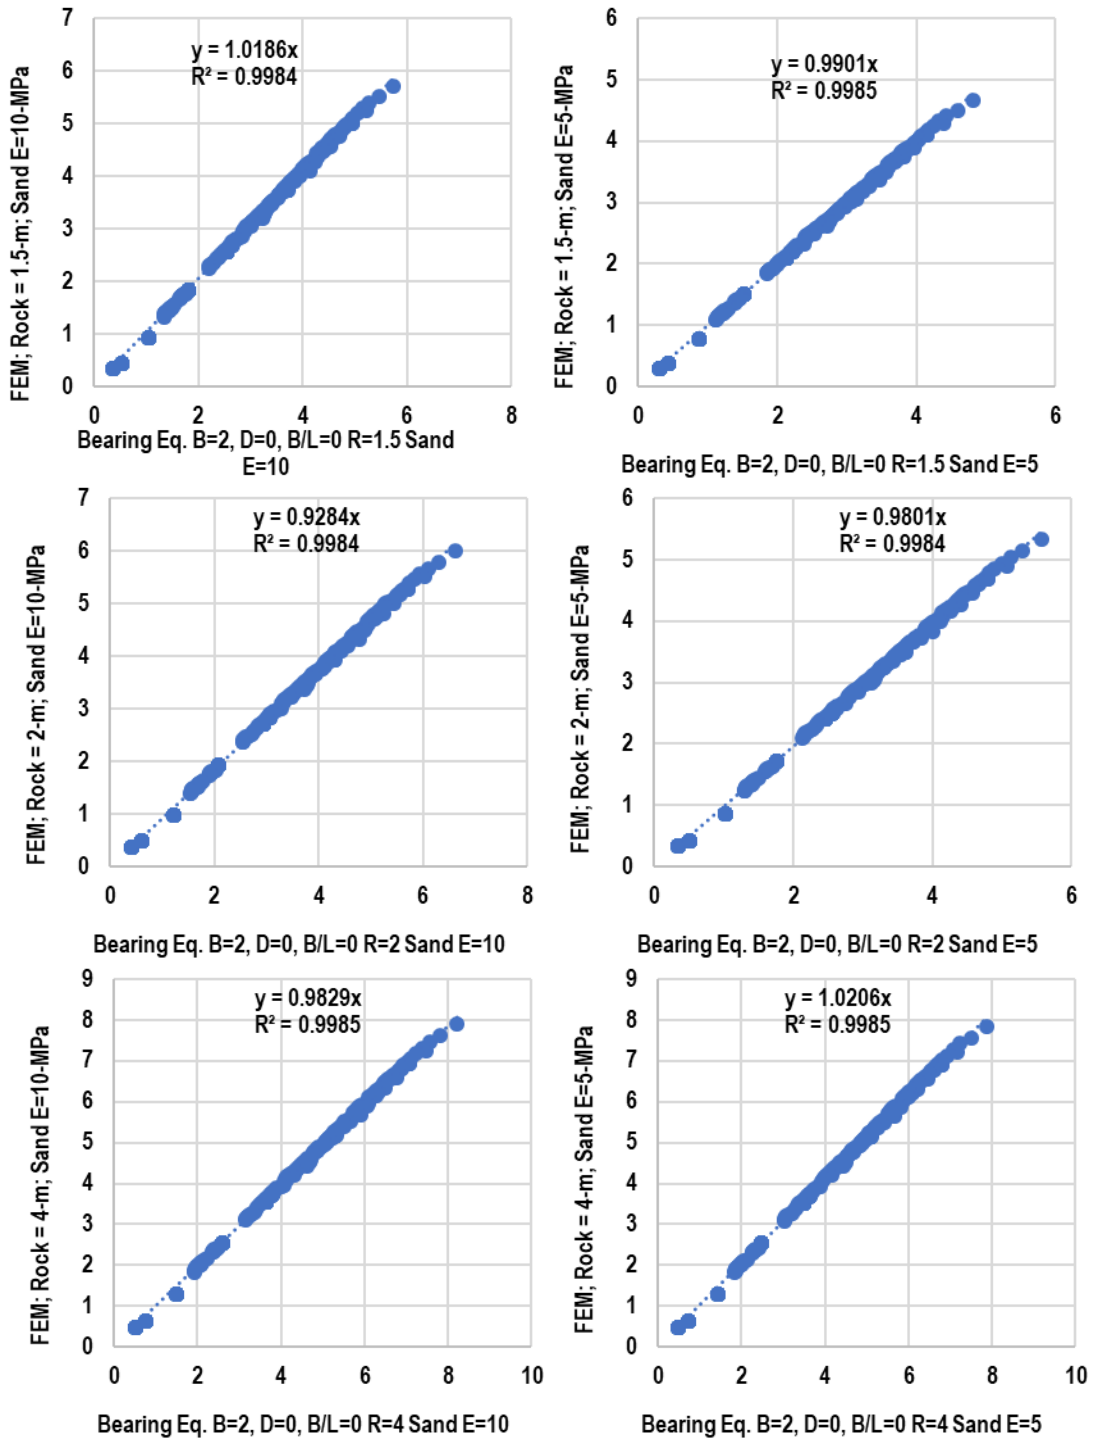 y = 1.0186x
R² = 0.9984
FEM; Rock = 1.5-m; Sand E=10-MPa
7
6
5
4
3
2
1
0
0 2 4 6 8
Bearing Eq. B=2, D=0, B/L=0 R=1.5 Sand
E=10
y = 0.9901x
R² = 0.9985
FEM; Rock = 1.5-m; Sand E=5-MPa
6
5
4
3
2
1
0
0 2 4 6
Bearing Eq. B=2, D=0, B/L=0 R=1.5 Sand E=5
y = 0.9284x
R² = 0.9984
FEM; Rock = 2-m; Sand E=10-MPa
7
6
5
4
3
2
1
0
0 2 4 6 8
Bearing Eq. B=2, D=0, B/L=0 R=2 Sand E=10
y = 0.9801x
R² = 0.9984
FEM; Rock = 2-m; Sand E=5-MPa
6
5
4
3
2
1
0
0 2 4 6
Bearing Eq. B=2, D=0, B/L=0 R=2 Sand E=5
y = 0.9829x
R² = 0.9985
FEM; Rock = 4-m; Sand E=10-MPa
9
8
7
6
5
4
3
2
1
0
0 2 4 6 8 10
Bearing Eq. B=2, D=0, B/L=0 R=4 Sand E=10
y = 1.0206x
R² = 0.9985
FEM; Rock = 4-m; Sand E=5-MPa
9
8
7
6
5
4
3
2
1
0
0 2 4 6 8 10
Bearing Eq. B=2, D=0, B/L=0 R=4 Sand E=5